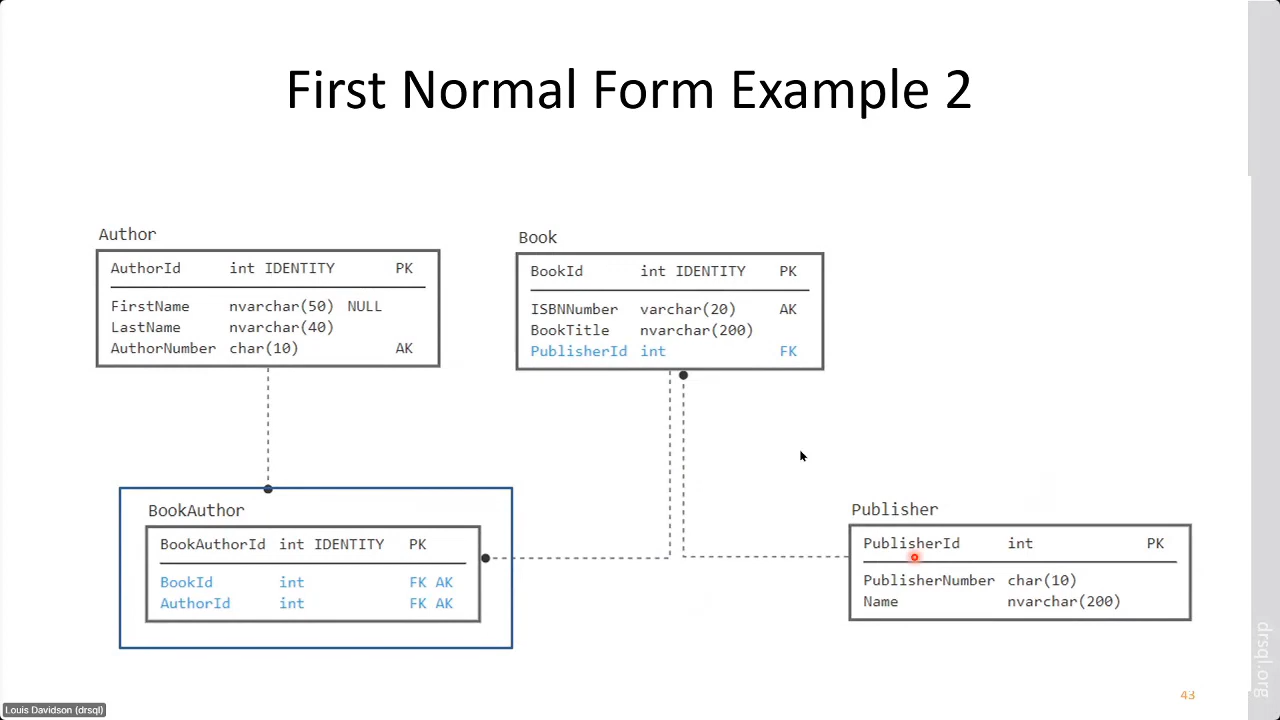 First Normal Form Example 2
Author
AuthorId int IDENTITY PK
FirstName nvarchar(50) NULL
LastName nvarchar(40)
AuthorNumber char(10) AK
Book
BookId int IDENTITY PK
ISBNNumber varchar(20) AK
BookTitle nvarchar(200)
PublisherId int FK
BookAuthor
BookAuthorId int IDENTITY PK
BookId int FK AK
AuthorId int FK AK
Publisher
PublisherId int PK
PublisherNumber char(10)
Name nvarchar(200)
drsql.org
43
Louis Davidson (drsql)